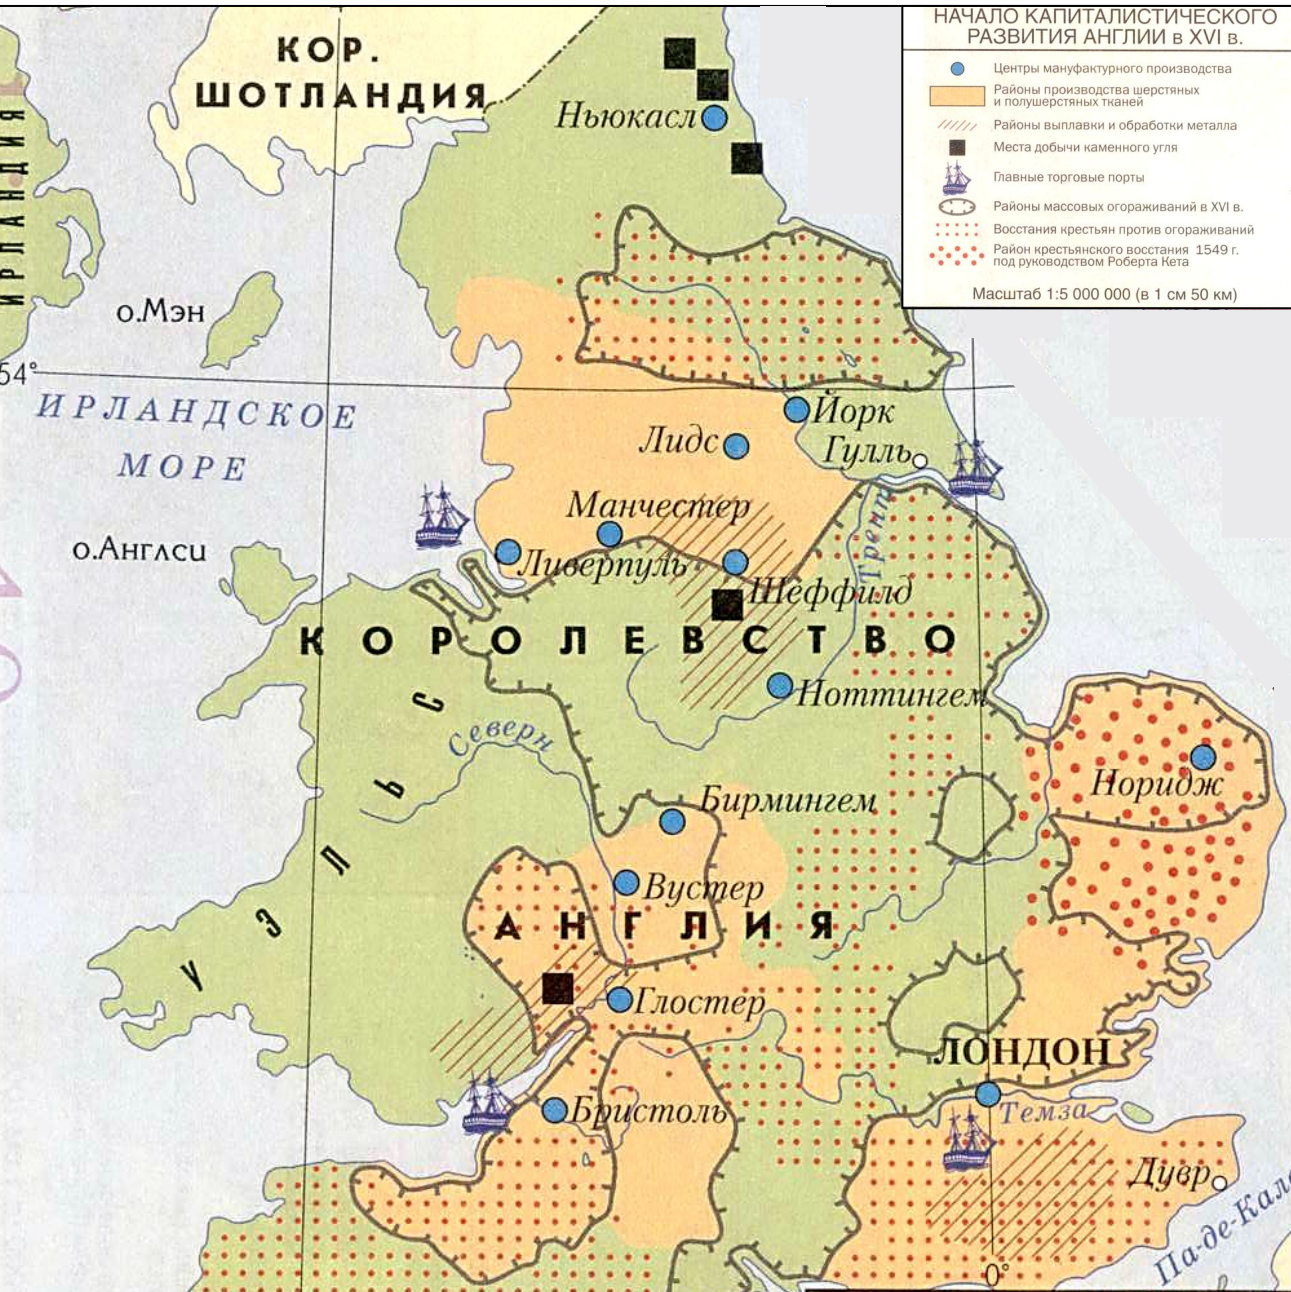 НАЧАЛО КАПИТАЛИСТИЧЕСКОГО
РАЗВИТИЯ АНГЛИИ в XVI в.
Центры мануфактурного производства
Районы производства шерстяных
и полушерстяных тканей
Районы выплавки и обработки металла
Места добычи каменного угля
Главные торговые порты
Районы массовых огораживаний в XVI в.
Восстания крестьян против огораживаний
Район крестьянского восстания 1549 г.
под руководством Роберта Кета
Масштаб 1:5 000 000 (в 1 см 50 км)
КОР.
ШОТЛАНДИЯ
ИРЛАНДИЯ
Ньюкасл
о.Мэн
54°
ИРЛАНДСКОЕ
МОРЕ
Йорк
Лидс
Гулль
Манчестер
Трент
о.Англси
Ливерпуль
Шеффилд
КОРОЛЕВСТВО
Ноттингем
УЭЛЬС
Северн
Норидж
Бирмингем
Вустер
АНГЛИЯ
Глостер
ЛОНДОН
Бристоль
Темза
Дувр
Па-де-Кале
0°